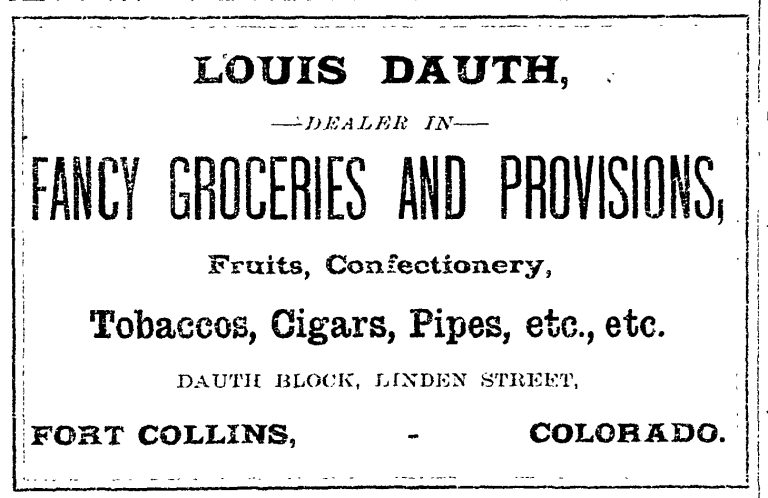 LOUIS DAUTH,
—DEALER IN—
FANCY GROCERIES AND PROVISIONS,
Fruits, Confectionery,
Tobaccos, Cigars, Pipes, etc., etc.
DAUTH BLOCK, LINDEN STREET,
FORT COLLINS, - COLORADO.